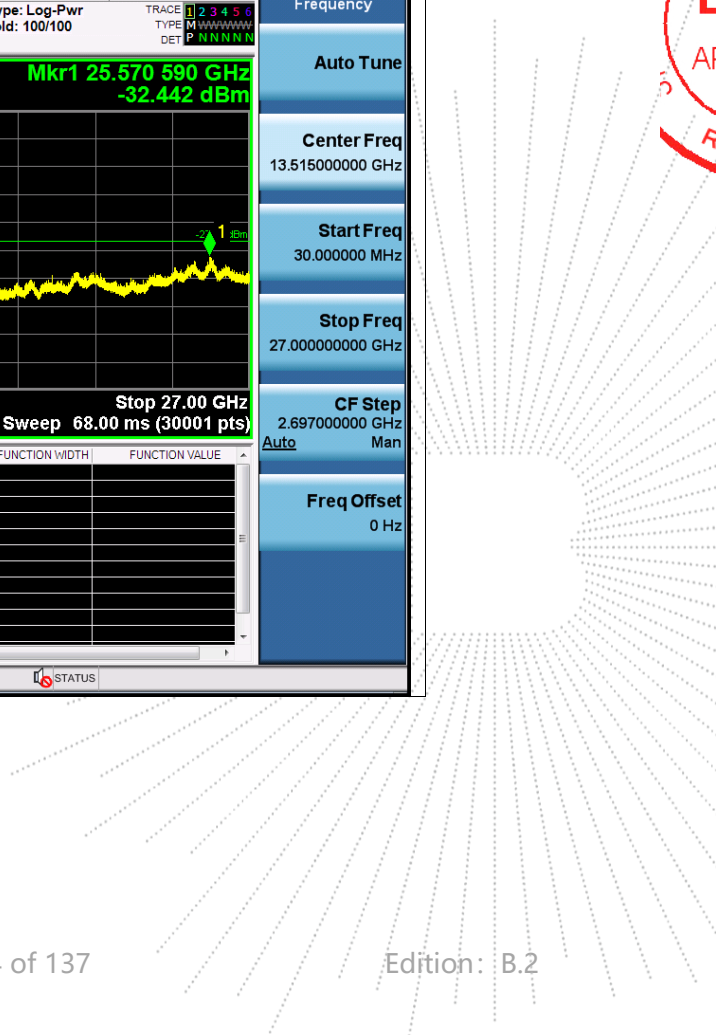 Frequency
ype: Log-Pwr
old: 100/100
TRACE 1 2 3 4 5 6
TYPE M WWWWW
DET P N N N N N
Mkr1 25.570 590 GHz
-32.442 dBm
Auto Tune
Center Freq
13.515000000 GHz
Start Freq
30.000000 MHz
Stop Freq
27.000000000 GHz
CF Step
2.697000000 GHz
Auto Man
Freq Offset
0 Hz
1
dBm
Stop 27.00 GHz
Sweep 68.00 ms (30001 pts)
FUNCTION WIDTH FUNCTION VALUE
STATUS
of 137
Edition: B.2